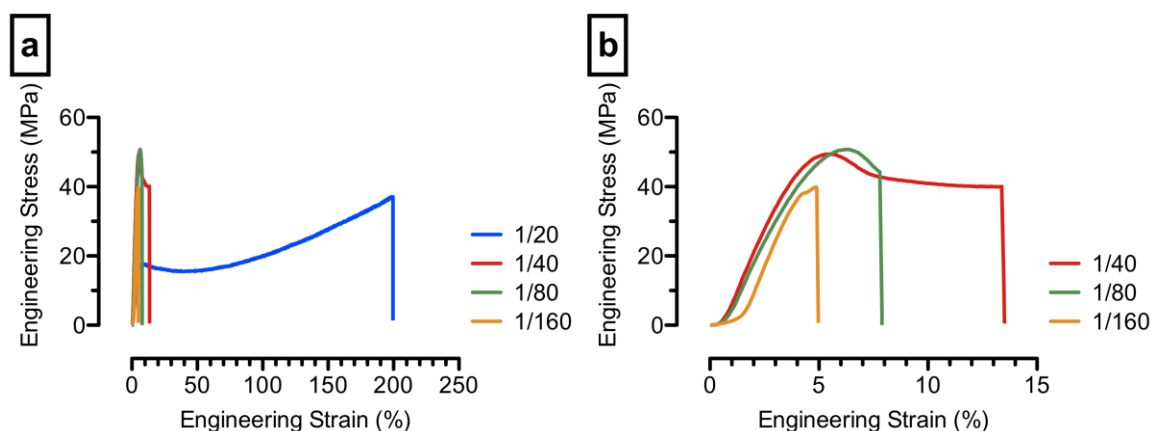 a
Engineering Stress (MPa)
60
40
20
0
0 50 100 150 200 250
Engineering Strain (%)
1/20
1/40
1/80
1/160
b
Engineering Stress (MPa)
60
40
20
0
0 5 10 15
Engineering Strain (%)
1/40
1/80
1/160